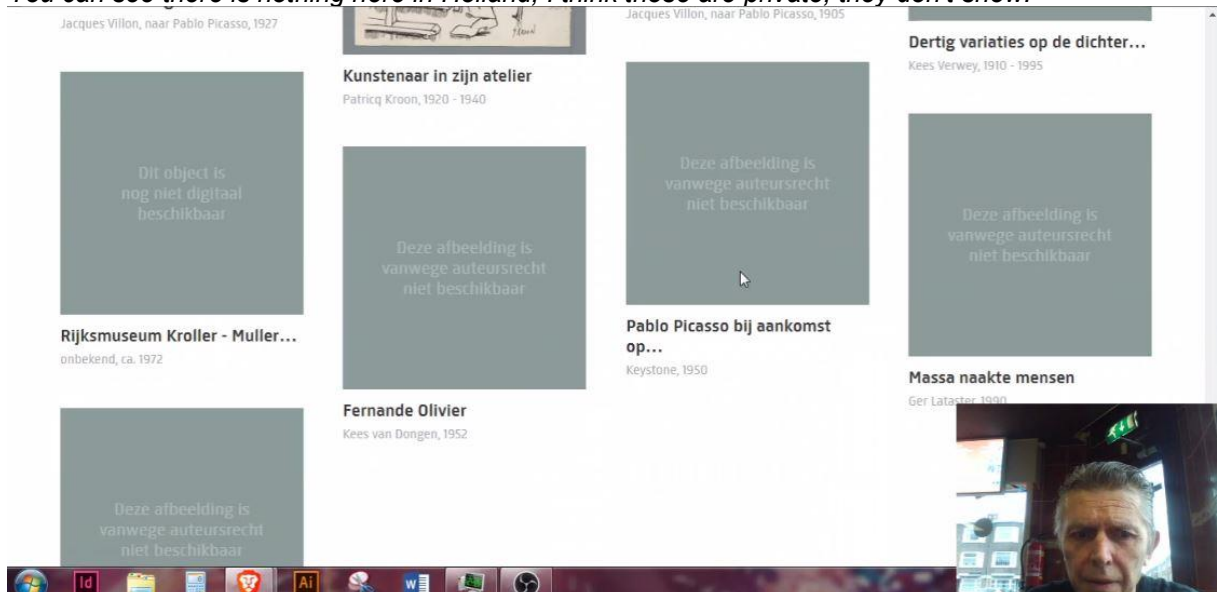 You can see there is nothing here in Holland, I think these are private, they don't show.
Jacques Villon, naar Pablo Picasso, 1927
Dit object is
nog niet digitaal
beschikbaar
Rijksmuseum Kroller - Muller...
onbekend, ca. 1972
Deze afbeelding is
vanwege auteursrecht
niet beschikbaar
Kunstenaar in zijn atelier
Patricq Kroon, 1920 - 1940
Deze afbeelding is
vanwege auteursrecht
niet beschikbaar
Fernande Olivier
Kees van Dongen, 1952
Jacques Villon, naar Pablo Picasso, 1905
Deze afbeelding is
vanwege auteursrecht
niet beschikbaar
Pablo Picasso bij aankomst
op...
Keystone, 1950
Dertig variaties op de dichter...
Kees Verwey, 1910 - 1995
Deze afbeelding is
vanwege auteursrecht
niet beschikbaar
Massa naakte mensen
Ger Lataster, 1990
Id
Ai
W